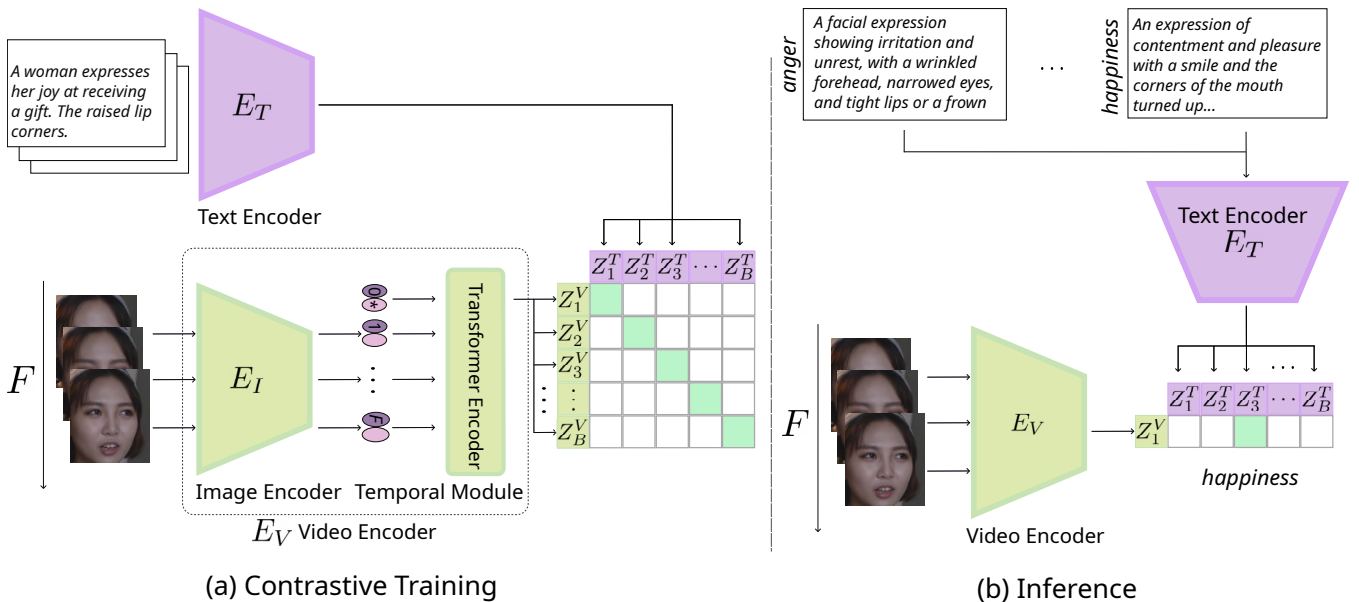 A woman expresses
her joy at receiving
a gift. The raised lip
corners.
E_T
Text Encoder
F
E_I
Image Encoder
0
*
1
⋮
F
Temporal Module
Transformer Encoder
E_V Video Encoder
Z_1^T Z_2^T Z_3^T ··· Z_B^T
Z_1^V
Z_2^V
Z_3^V
⋮
Z_B^V
(a) Contrastive Training
anger
A facial expression
showing irritation and
unrest, with a wrinkled
forehead, narrowed eyes,
and tight lips or a frown
...
happiness
An expression of
contentment and pleasure
with a smile and the
corners of the mouth
turned up...
Text Encoder
E_T
F
E_V
Video Encoder
...
Z_1^T Z_2^T Z_3^T ··· Z_B^T
Z_1^V
happiness
(b) Inference